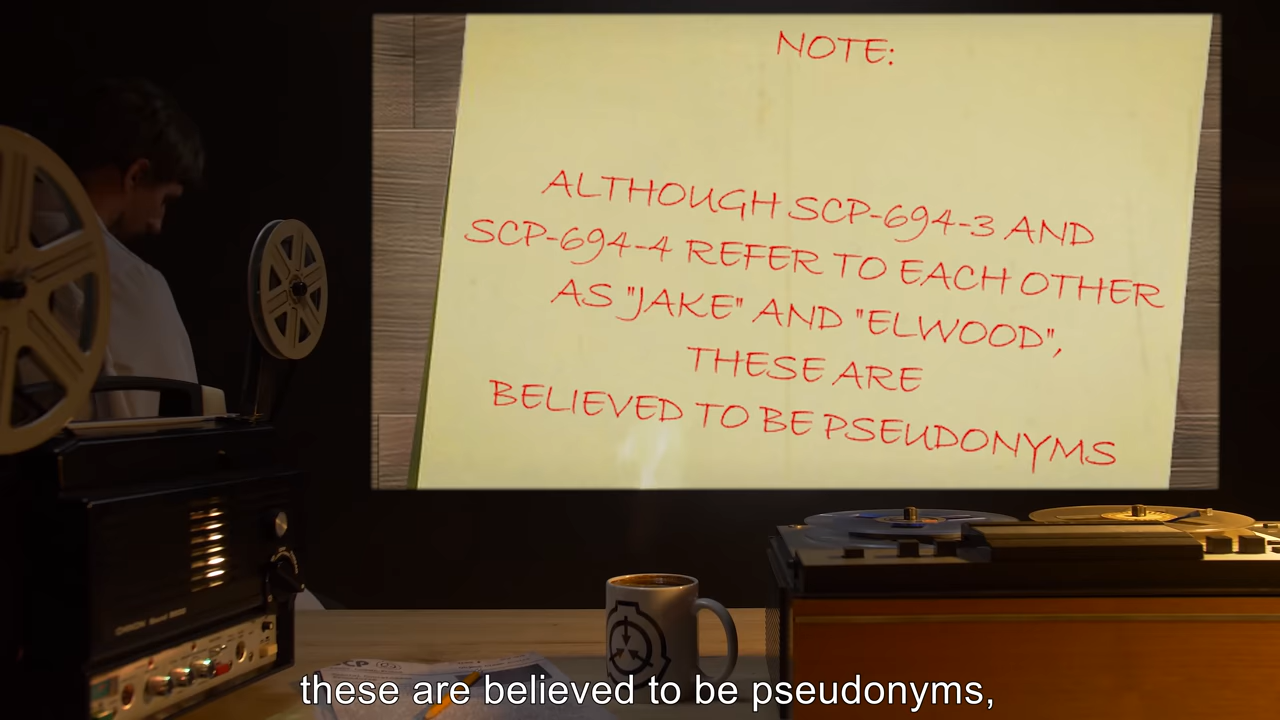 NOTE:
ALTHOUGH SCP-694-3 AND
SCP-694-4 REFER TO EACH OTHER
AS "JAKE" AND "ELWOOD",
THESE ARE
BELIEVED TO BE PSEUDONYMS
these are believed to be pseudonyms,